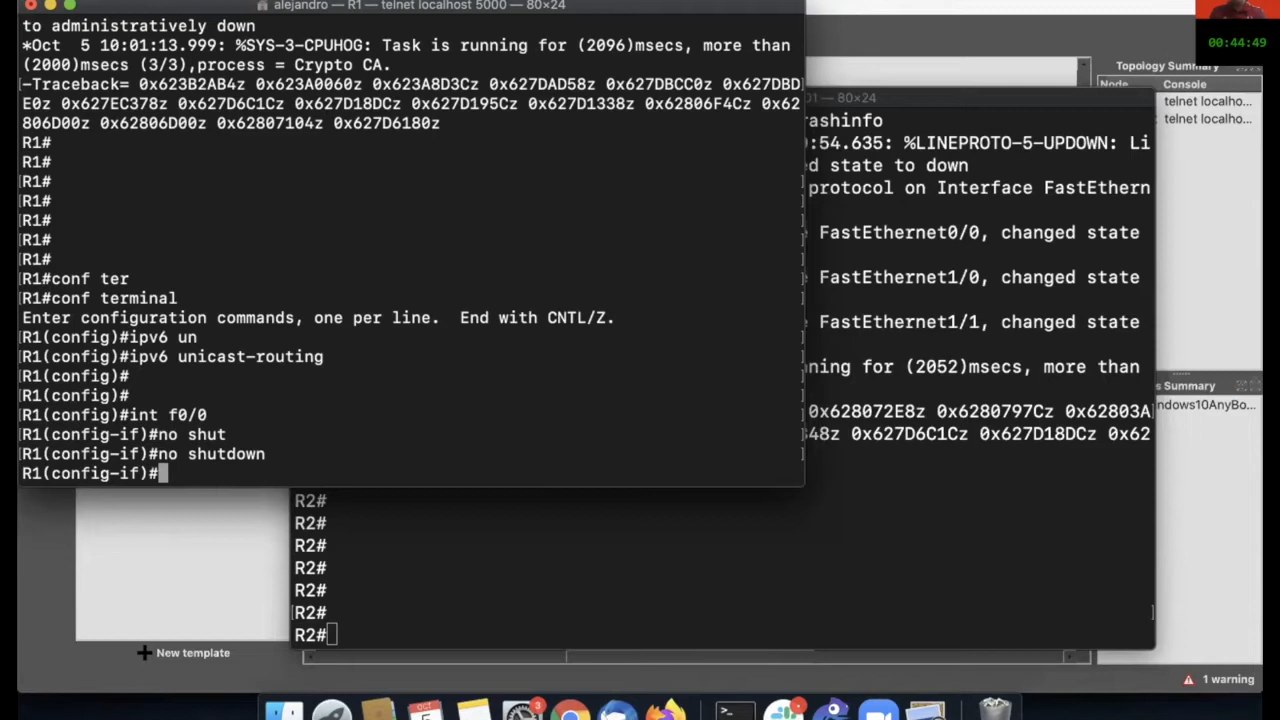 alejandro — R1 — telnet localhost 5000 — 80×24
to administratively down
*Oct  5 10:01:13.999: %SYS-3-CPUHOG: Task is running for (2096)msecs, more than
(2000)msecs (3/3),process = Crypto CA.
-Traceback= 0x623B2AB4z 0x623A0060z 0x623A8D3Cz 0x627DAD58z 0x627DBCC0z 0x627DBD
E0z 0x627EC378z 0x627D6C1Cz 0x627D18DCz 0x627D195Cz 0x627D1338z 0x62806F4Cz 0x62
806D00z 0x62806D00z 0x62807104z 0x627D6180z
R1#
R1#
R1#
R1#
R1#
R1#
R1#
R1#conf ter
R1#conf terminal
Enter configuration commands, one per line.  End with CNTL/Z.
R1(config)#ipv6 un
R1(config)#ipv6 unicast-routing
R1(config)#
R1(config)#
R1(config)#int f0/0
R1(config-if)#no shut
R1(config-if)#no shutdown
R1(config-if)#
— 80×24
:54.635: %LINEPROTO-5-UPDOWN: Li
d state to down
protocol on Interface FastEthern
FastEthernet0/0, changed state
FastEthernet1/0, changed state
FastEthernet1/1, changed state
ning for (2052)msecs, more than
0x628072E8z 0x6280797Cz 0x62803A
48z 0x627D6C1Cz 0x627D18DCz 0x62
R2#
R2#
R2#
R2#
R2#
R2#
R2#
00:44:49
Topology Summary
Node Console
telnet localho...
telnet localho...
s Summary
ndows10AnyBo...
New template
1 warning
OCT
5
3